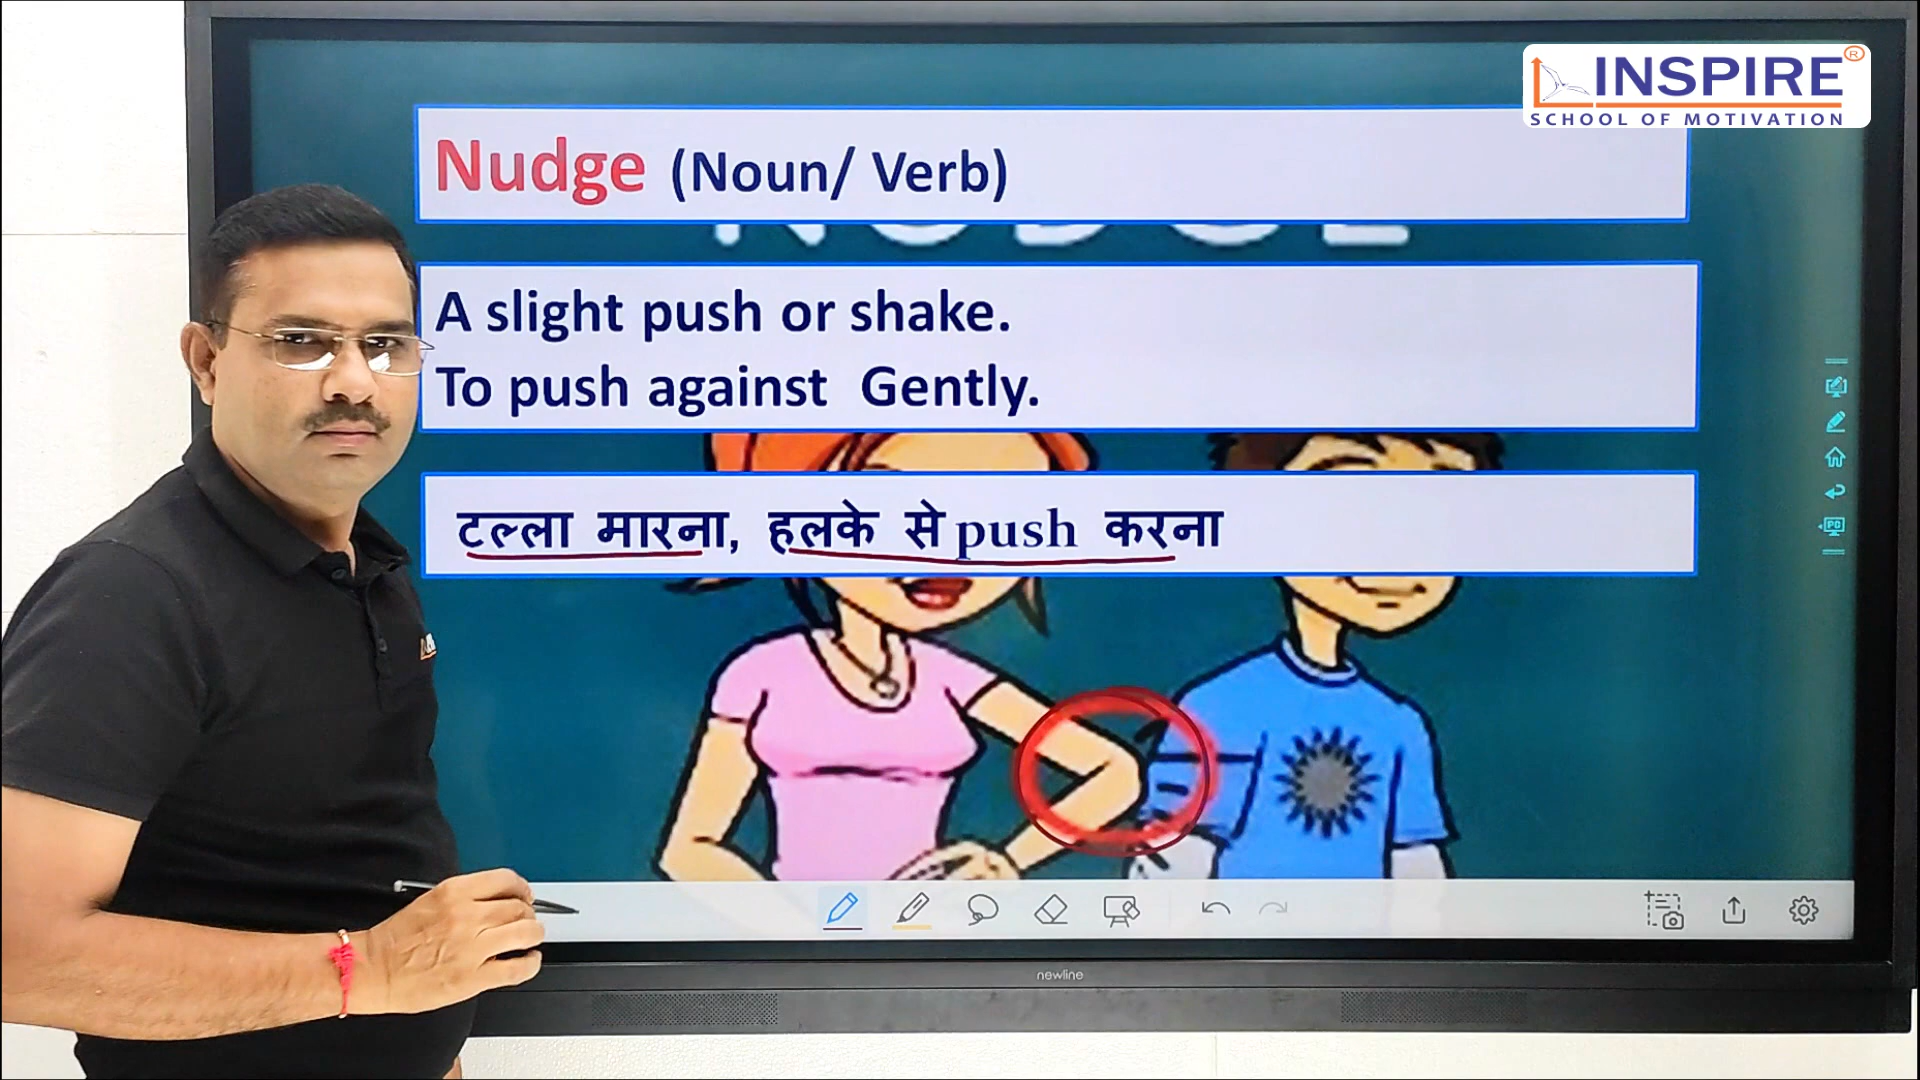 INSPIRE ®
SCHOOL OF MOTIVATION
Nudge (Noun/ Verb)
NUDGE
A slight push or shake.
To push against Gently.
टल्ला मारना, हलके से push करना
newline